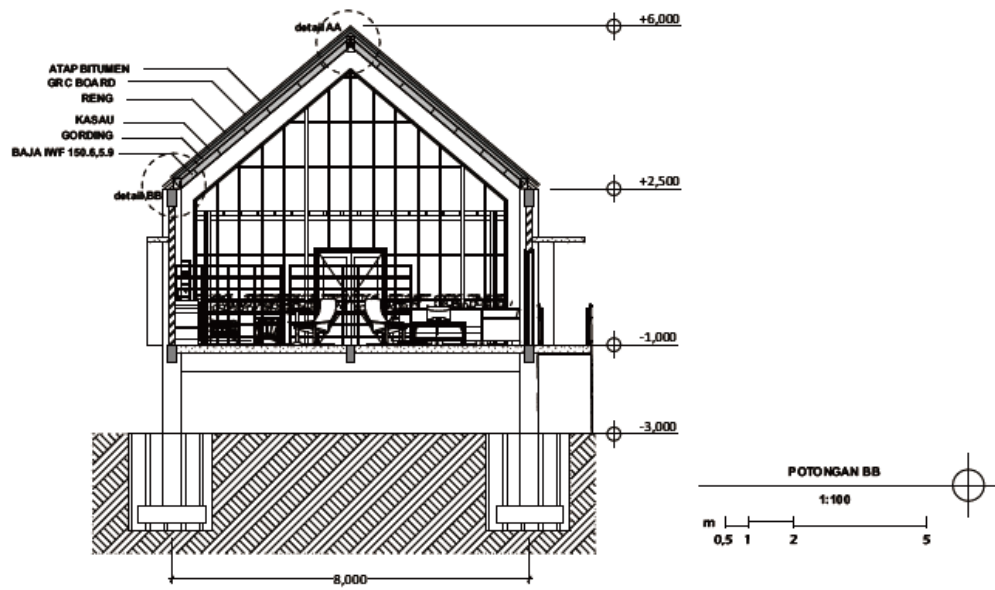 detail AA
+6,000
ATAP BITUMEN
GRC BOARD
RENG
KASAU
GORDING
BAJA IWF 150.6,5.9
detail BB
+2,500
-1,000
-3,000
POTONGAN BB
1:100
m
0,5 1 2 5
8,000